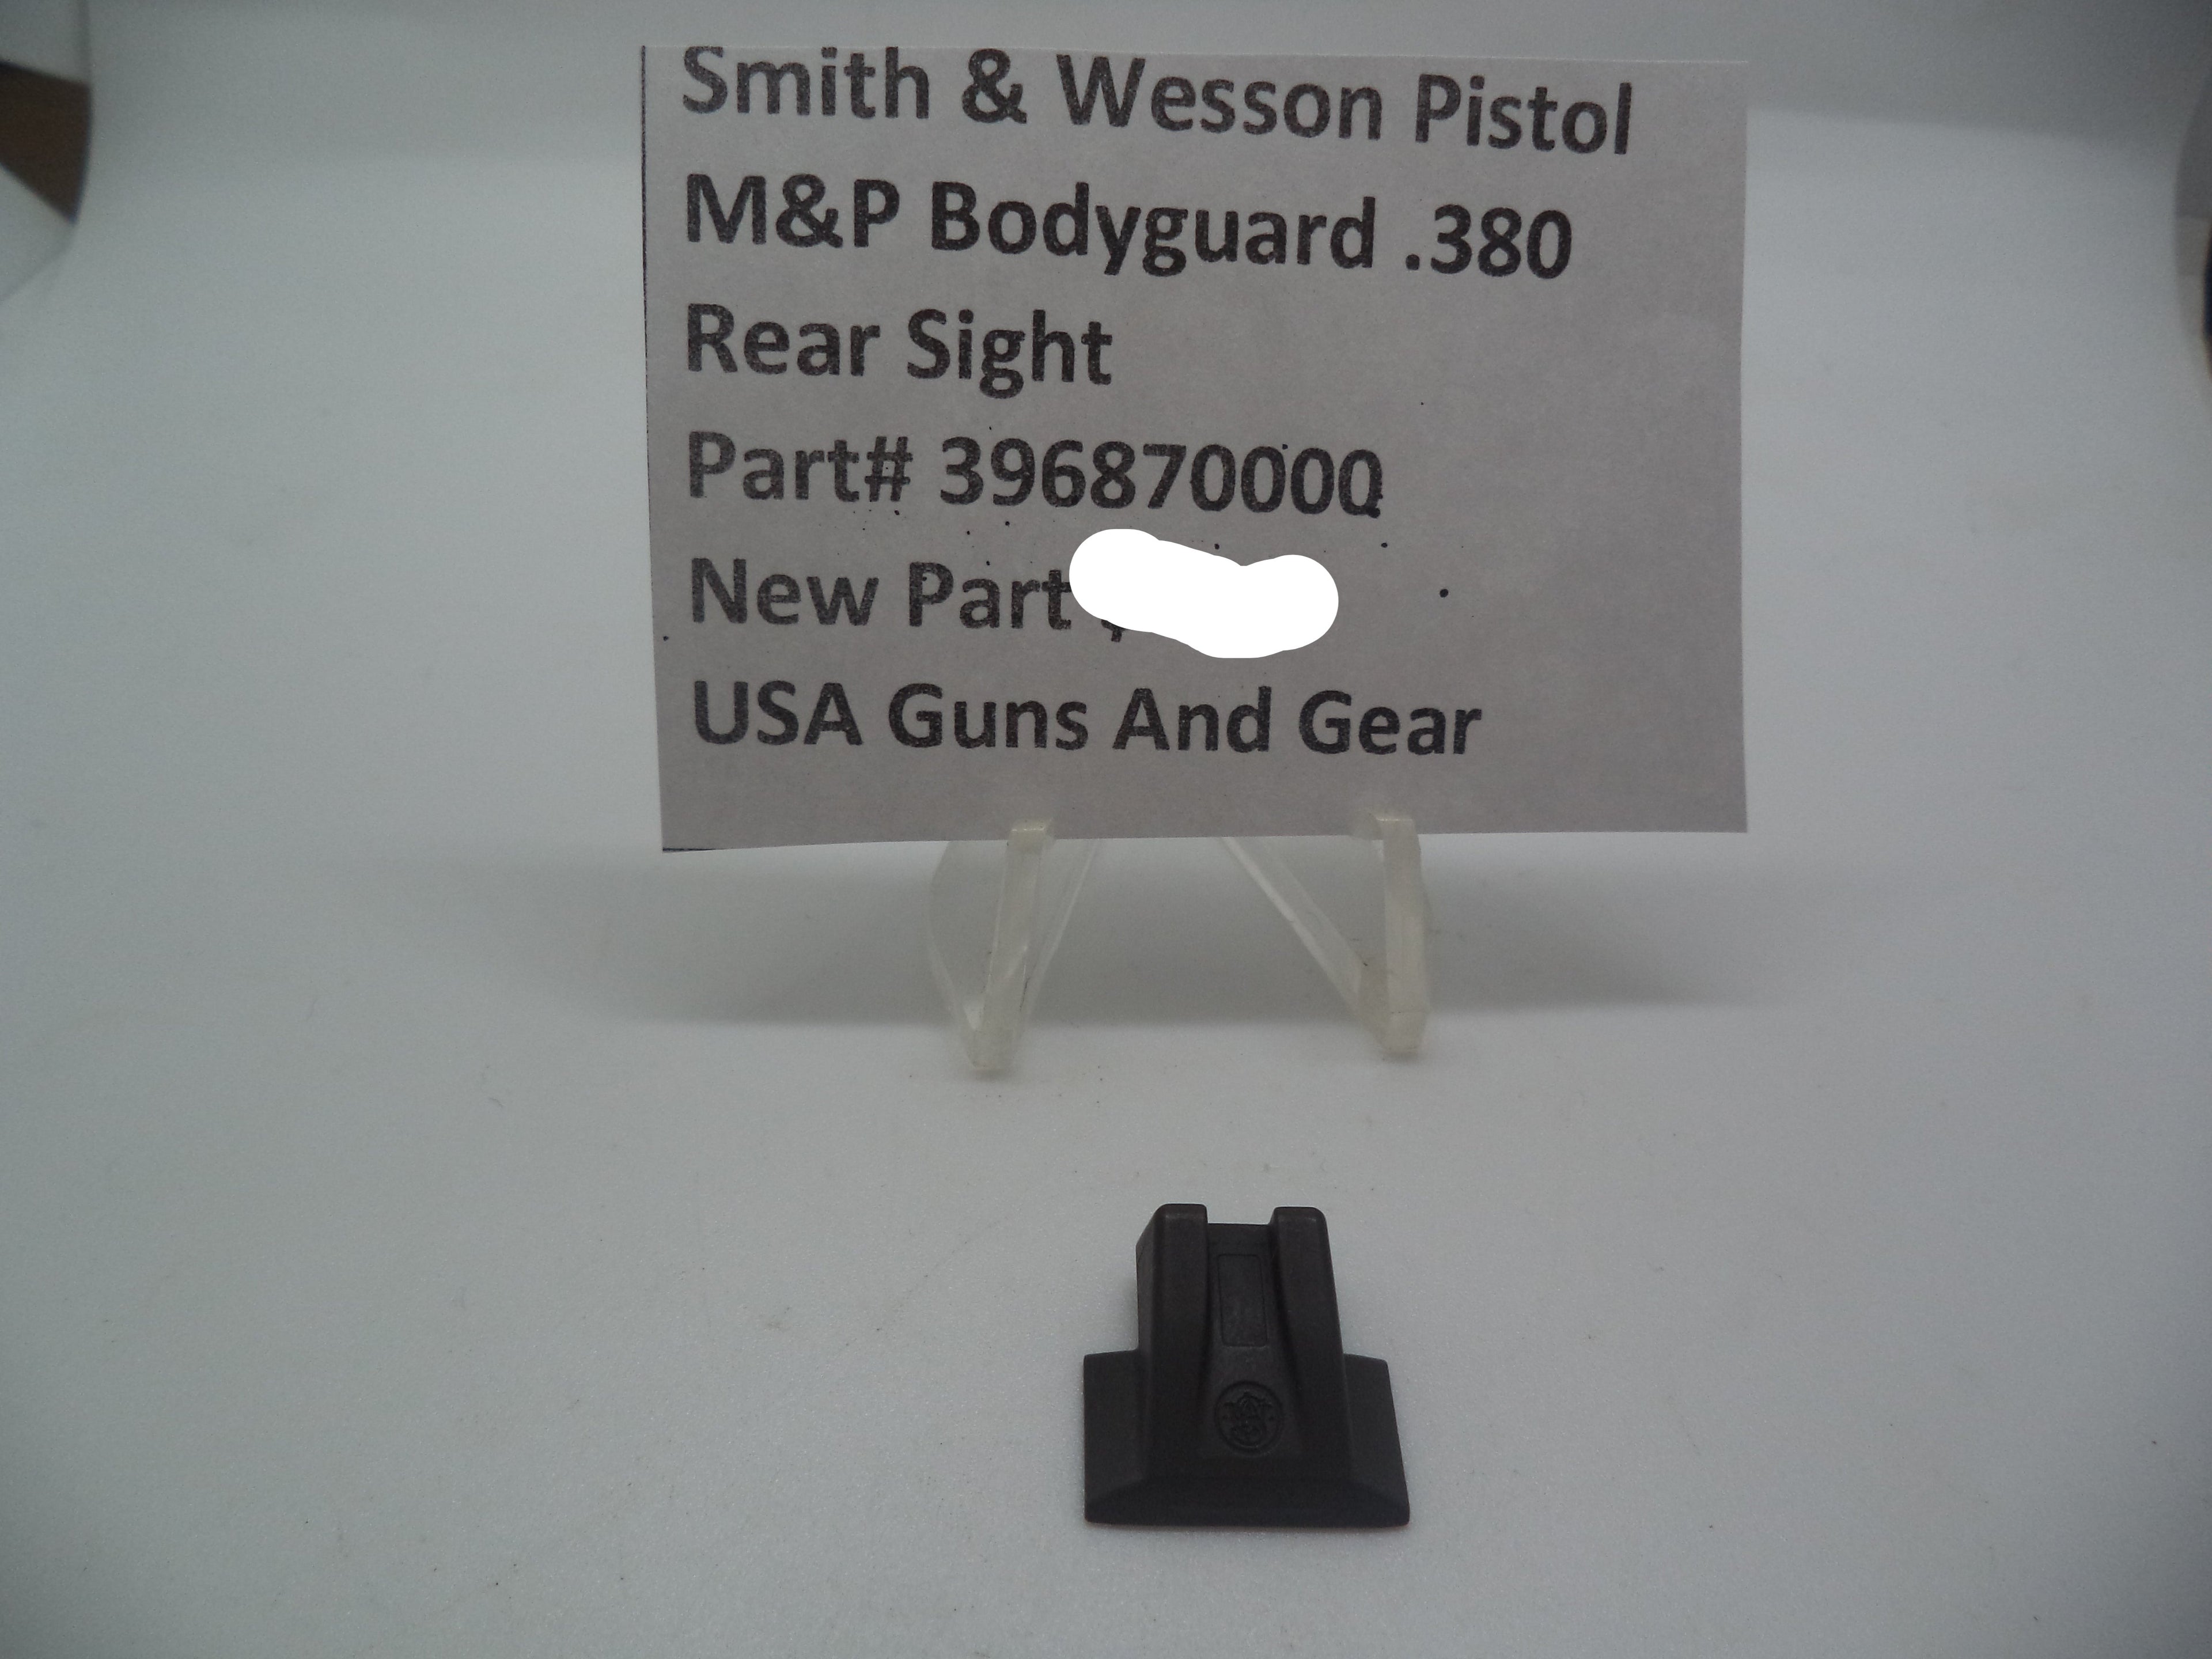 Smith & Wesson Pistol
M&P Bodyguard .380
Rear Sight
Part# 396870000
New Part
USA Guns And Gear